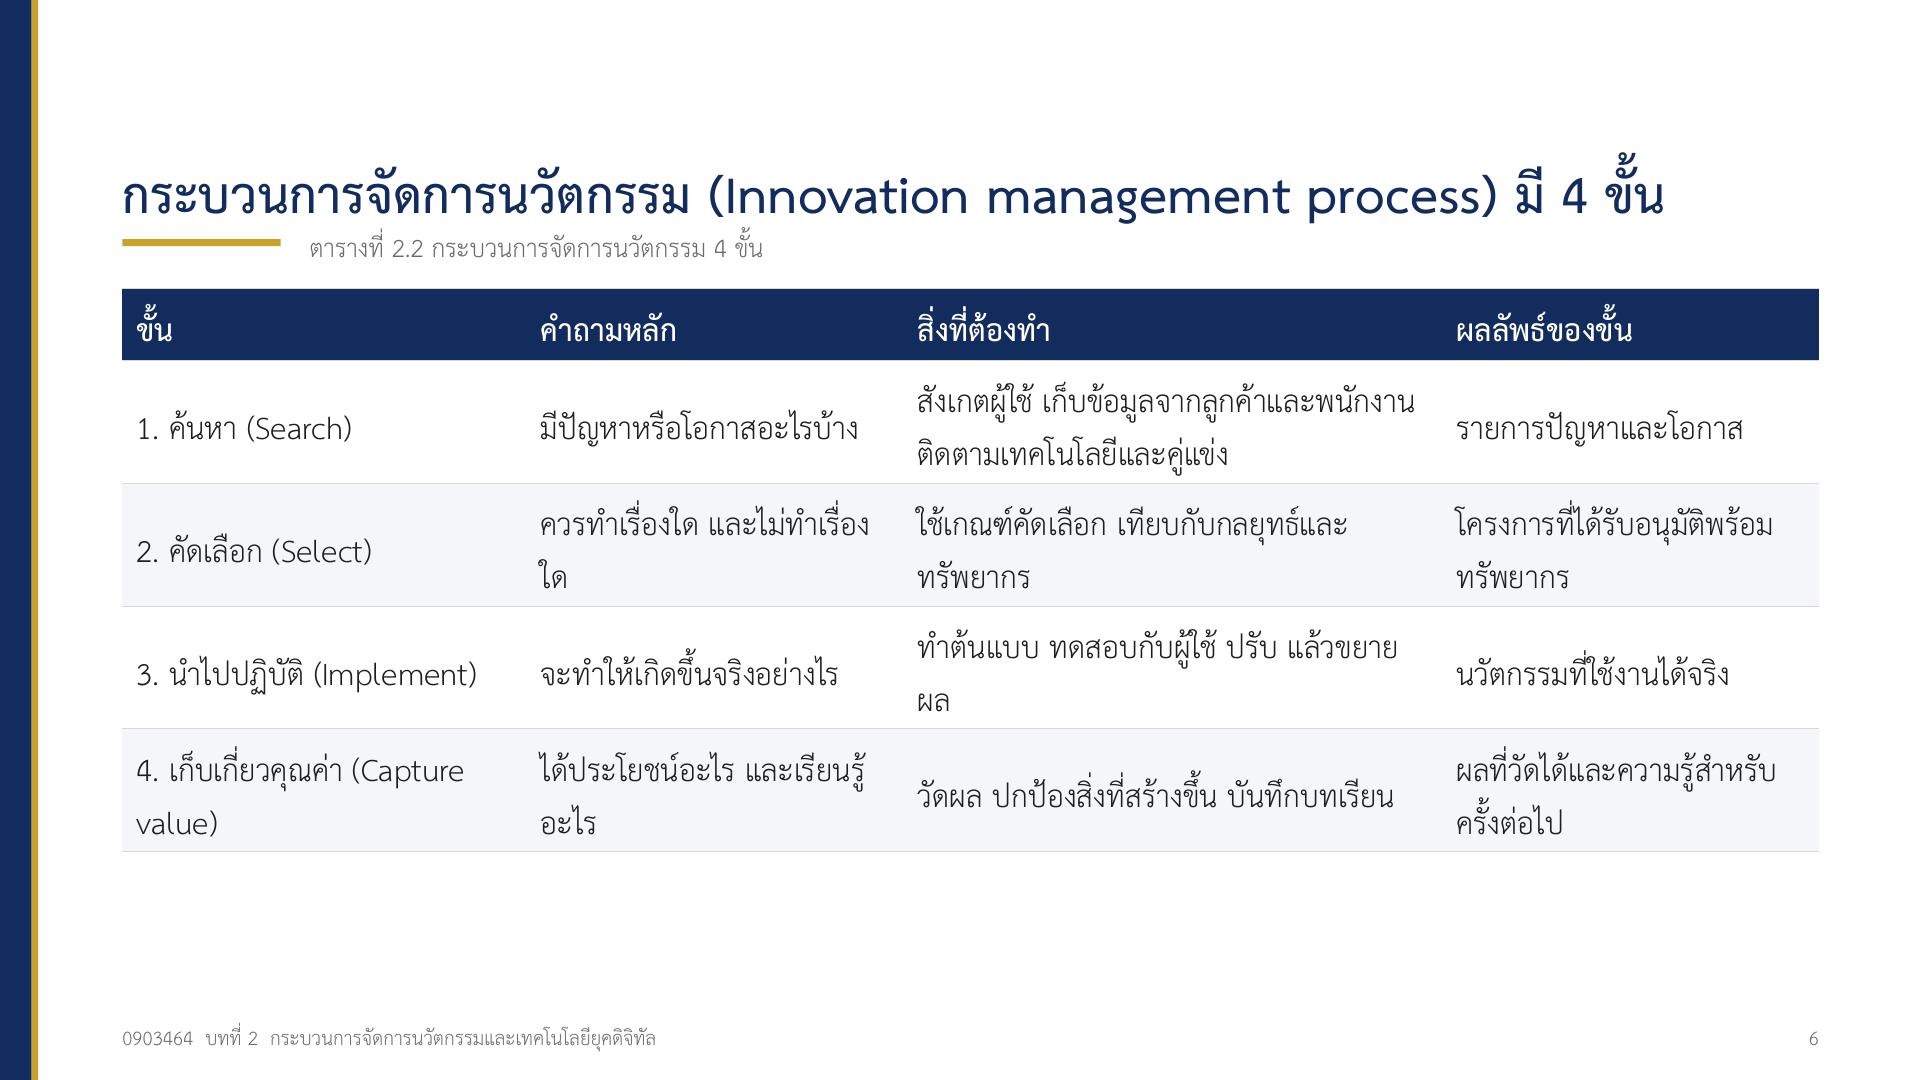 กระบวนการจัดการนวัตกรรม (Innovation management process) มี 4 ขั้น
ตารางที่ 2.2 กระบวนการจัดการนวัตกรรม 4 ขั้น
ขั้น คำถามหลัก สิ่งที่ต้องทำ ผลลัพธ์ของขั้น
1. ค้นหา (Search)
มีปัญหาหรือโอกาสอะไรบ้าง
สังเกตผู้ใช้ เก็บข้อมูลจากลูกค้าและพนักงาน
ติดตามเทคโนโลยีและคู่แข่ง
รายการปัญหาและโอกาส
2. คัดเลือก (Select)
ควรทำเรื่องใด และไม่ทำเรื่อง
ใด
ใช้เกณฑ์คัดเลือก เทียบกับกลยุทธ์และ
ทรัพยากร
โครงการที่ได้รับอนุมัติพร้อม
ทรัพยากร
3. นำไปปฏิบัติ (Implement)
จะทำให้เกิดขึ้นจริงอย่างไร
ทำต้นแบบ ทดสอบกับผู้ใช้ ปรับ แล้วขยาย
ผล
นวัตกรรมที่ใช้งานได้จริง
4. เก็บเกี่ยวคุณค่า (Capture
value)
ได้ประโยชน์อะไร และเรียนรู้
อะไร
วัดผล ปกป้องสิ่งที่สร้างขึ้น บันทึกบทเรียน
ผลที่วัดได้และความรู้สำหรับ
ครั้งต่อไป
0903464 บทที่ 2 กระบวนการจัดการนวัตกรรมและเทคโนโลยียุคดิจิทัล
6